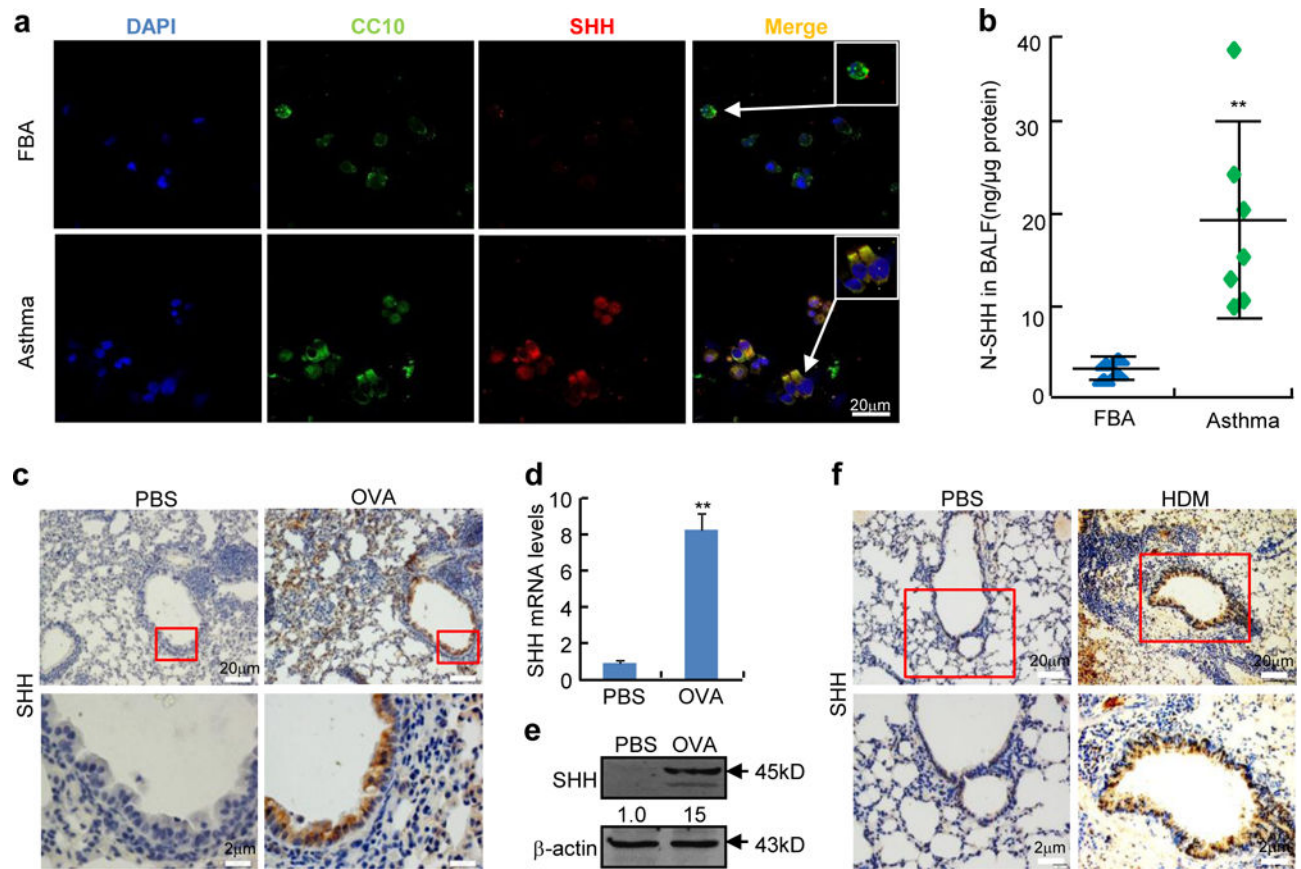 a
DAPI CC10 SHH Merge
FBA
Asthma
20μm
b
N-SHH in BALF(ng/μg protein)
40
30
20
10
0
**
FBA Asthma
c
PBS OVA
SHH
20μm
2μm
d
SHH mRNA levels
10
8
6
4
2
0
**
PBS OVA
e
PBS OVA
SHH 45kD
1.0 15
β-actin 43kD
f
PBS HDM
SHH
20μm 20μm
2μm 2μm